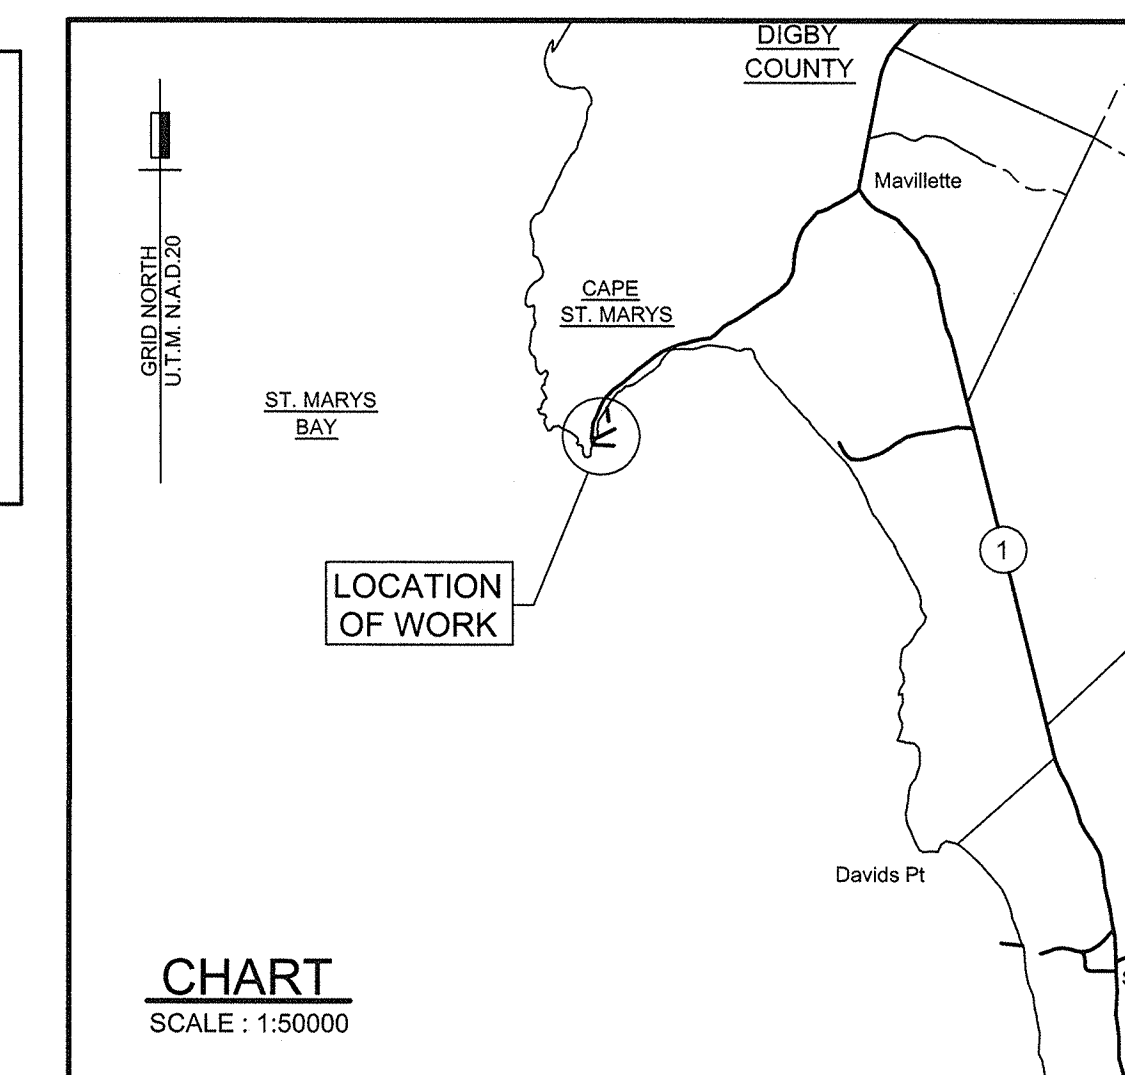 DIGBY
COUNTY
Mavillette
GRID NORTH
U.T.M. N.A.D.20
CAPE
ST. MARYS
ST. MARYS
BAY
1
LOCATION
OF WORK
Davids Pt
CHART
SCALE : 1:50000